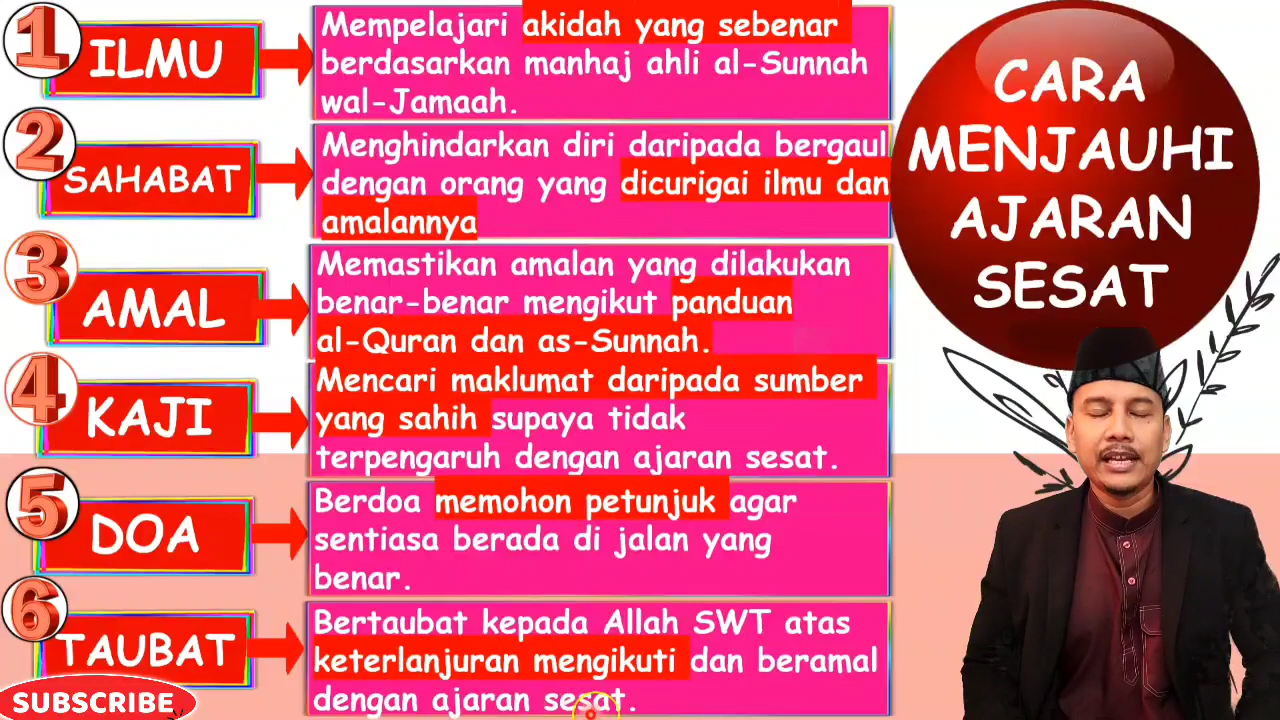 1
ILMU
Mempelajari akidah yang sebenar
berdasarkan manhaj ahli al-Sunnah
wal-Jamaah.
2
SAHABAT
Menghindarkan diri daripada bergaul
dengan orang yang dicurigai ilmu dan
amalannya
3
AMAL
Memastikan amalan yang dilakukan
benar-benar mengikut panduan
al-Quran dan as-Sunnah.
4
KAJI
Mencari maklumat daripada sumber
yang sahih supaya tidak
terpengaruh dengan ajaran sesat.
5
DOA
Berdoa memohon petunjuk agar
sentiasa berada di jalan yang
benar.
6
TAUBAT
Bertaubat kepada Allah SWT atas
keterlanjuran mengikuti dan beramal
dengan ajaran sesat.
SUBSCRIBE
CARA
MENJAUHI
AJARAN
SESAT